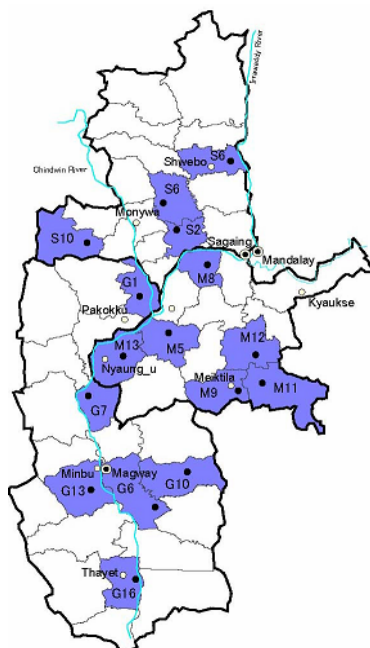 Irrawaddy River
Chindwin River
S6
Shwebo
S6
Monywa
S2
S10
Sagaing
Mandalay
M8
G1
Kyaukse
Pakokku
M13
M5
M12
Nyaung_u
Meiktila
M9
M11
G7
Minbu
Magway
G10
G13
G6
Thayet
G16